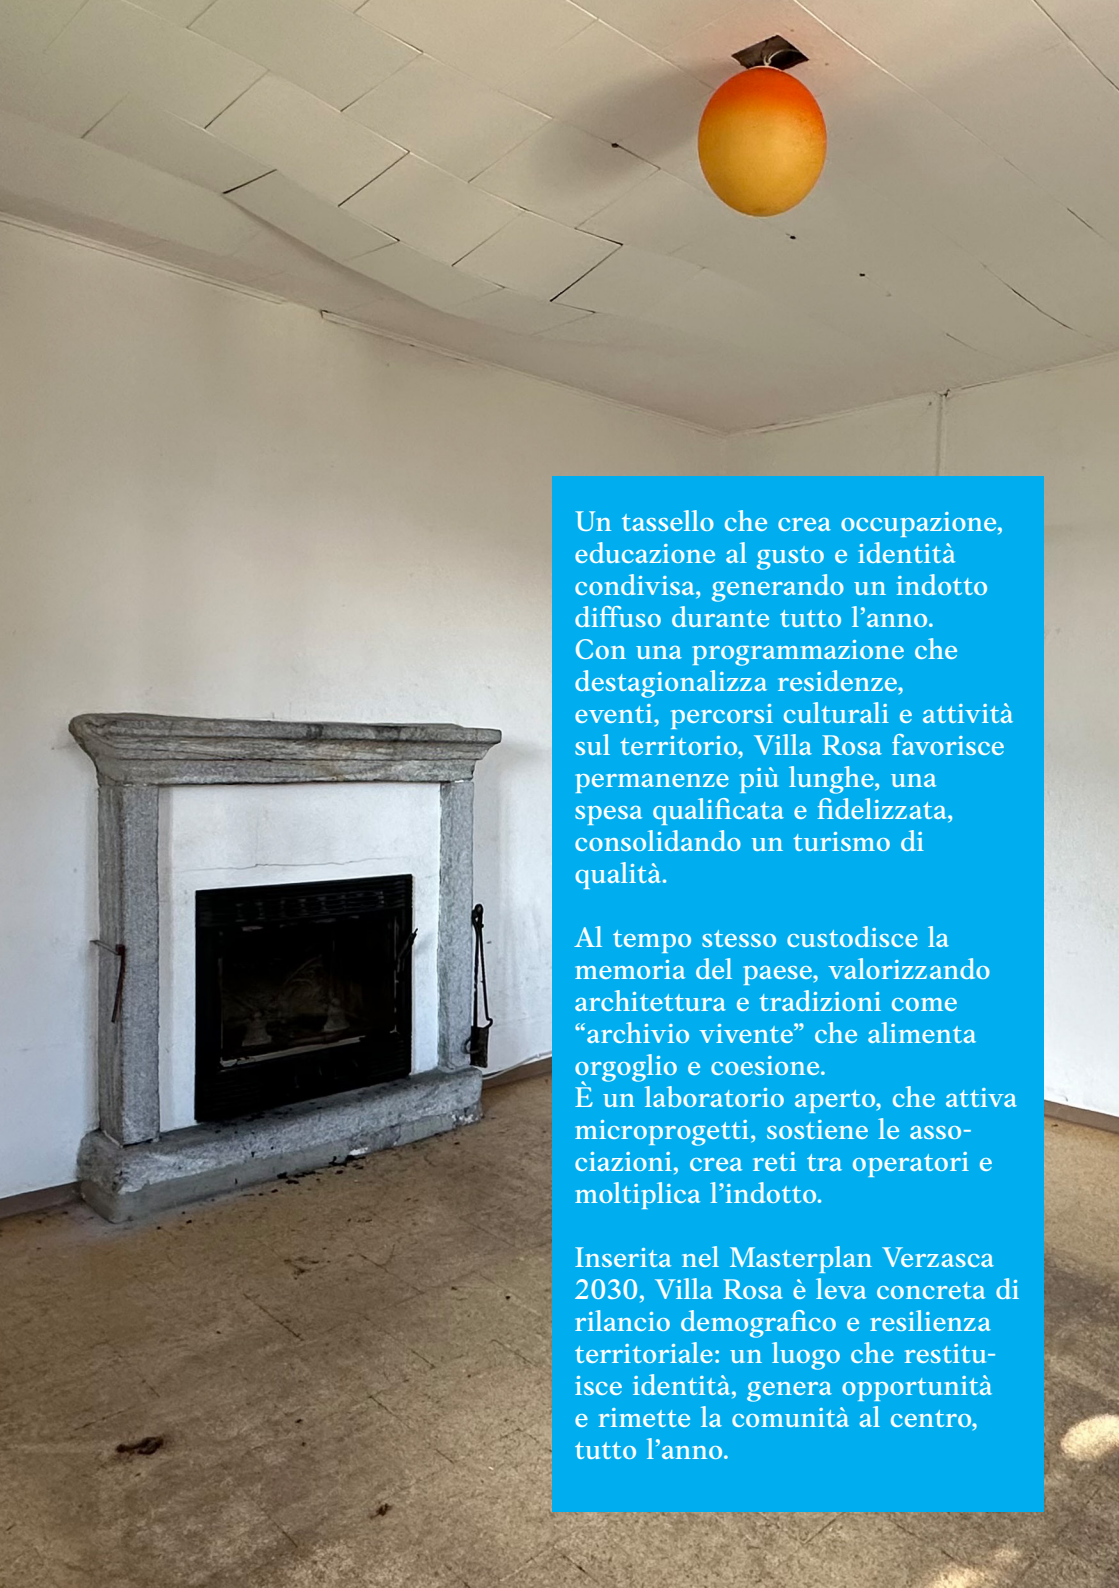 Un tassello che crea occupazione,
educazione al gusto e identità
condivisa, generando un indotto
diffuso durante tutto l’anno.
Con una programmazione che
destagionalizza residenze,
eventi, percorsi culturali e attività
sul territorio, Villa Rosa favorisce
permanenze più lunghe, una
spesa qualificata e fidelizzata,
consolidando un turismo di
qualità.

Al tempo stesso custodisce la
memoria del paese, valorizzando
architettura e tradizioni come
“archivio vivente” che alimenta
orgoglio e coesione.
È un laboratorio aperto, che attiva
microprogetti, sostiene le asso-
ciazioni, crea reti tra operatori e
moltiplica l’indotto.

Inserita nel Masterplan Verzasca
2030, Villa Rosa è leva concreta di
rilancio demografico e resilienza
territoriale: un luogo che restitu-
isce identità, genera opportunità
e rimette la comunità al centro,
tutto l’anno.